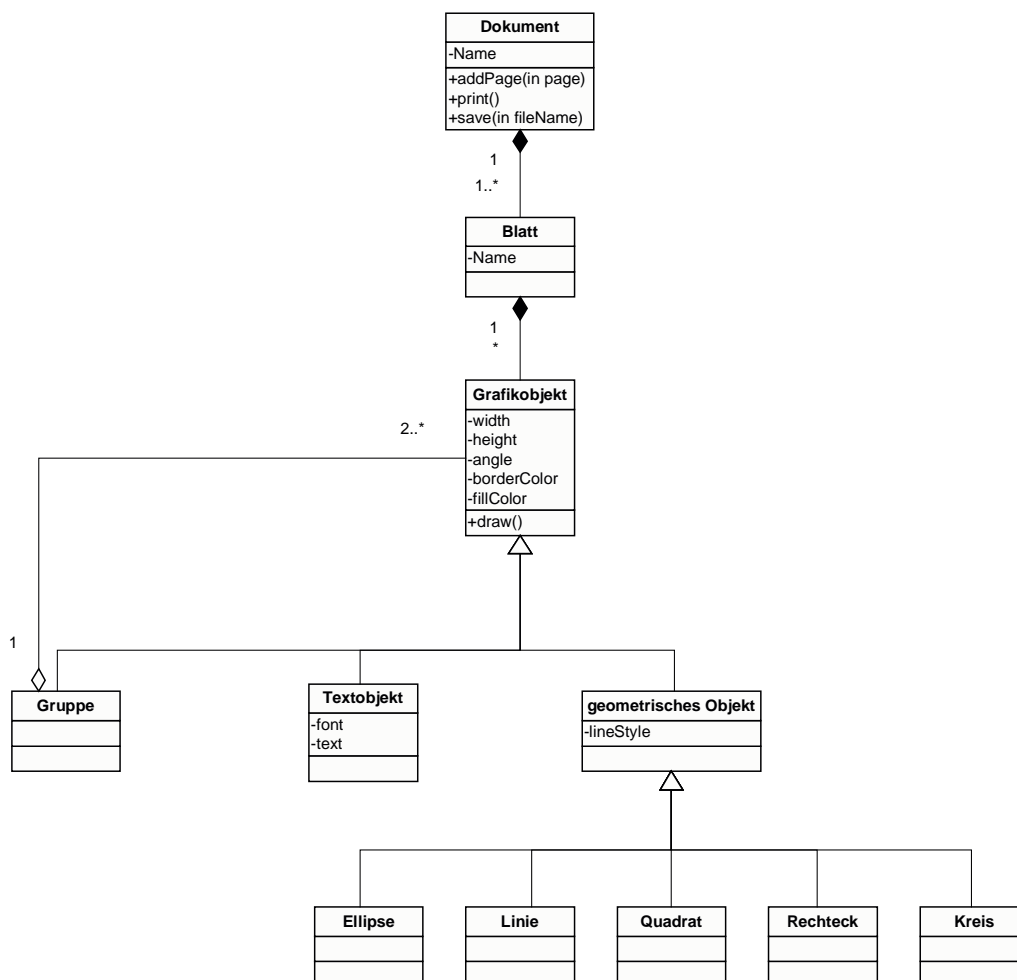 Dokument
-Name
+addPage(in page)
+print()
+save(in fileName)
1
1..*
Blatt
-Name
1
*
Grafikobjekt
-width
-height
-angle
-borderColor
-fillColor
+draw()
2..*
1
Gruppe
Textobjekt
-font
-text
geometrisches Objekt
-lineStyle
Ellipse
Linie
Quadrat
Rechteck
Kreis